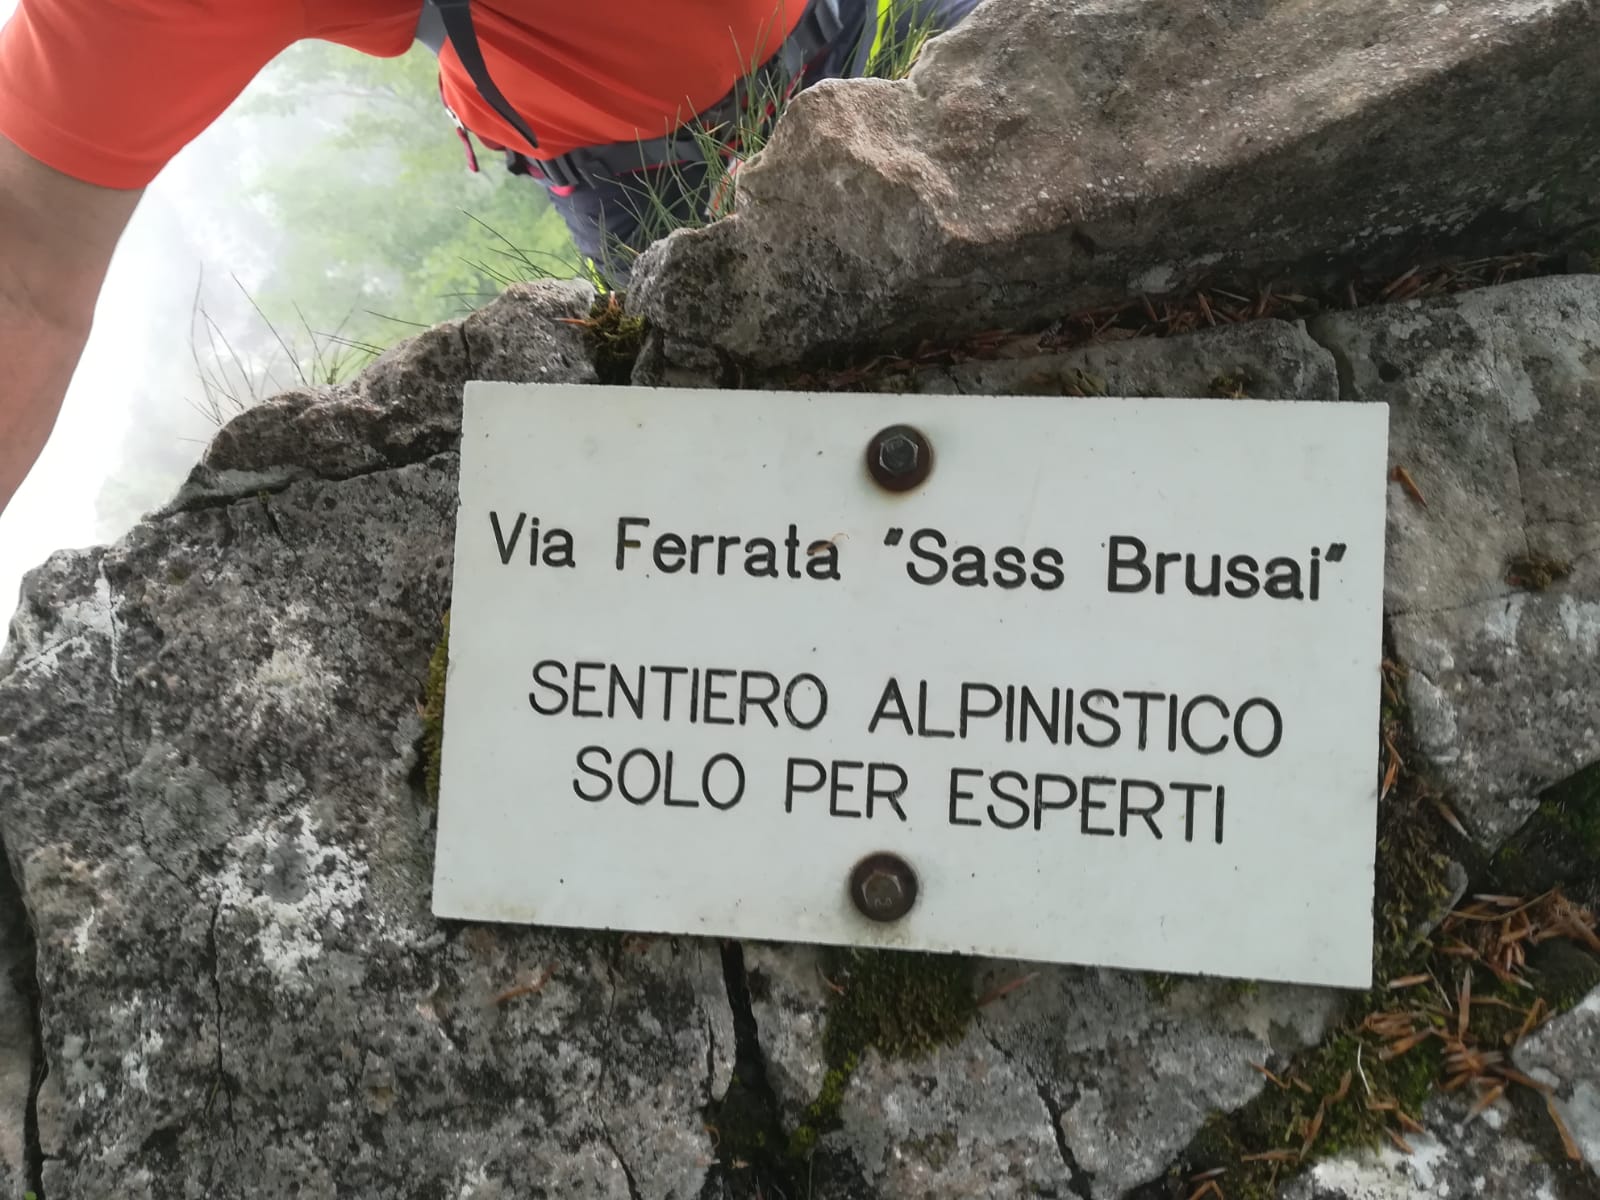 Via Ferrata "Sass Brusai"
SENTIERO ALPINISTICO
SOLO PER ESPERTI